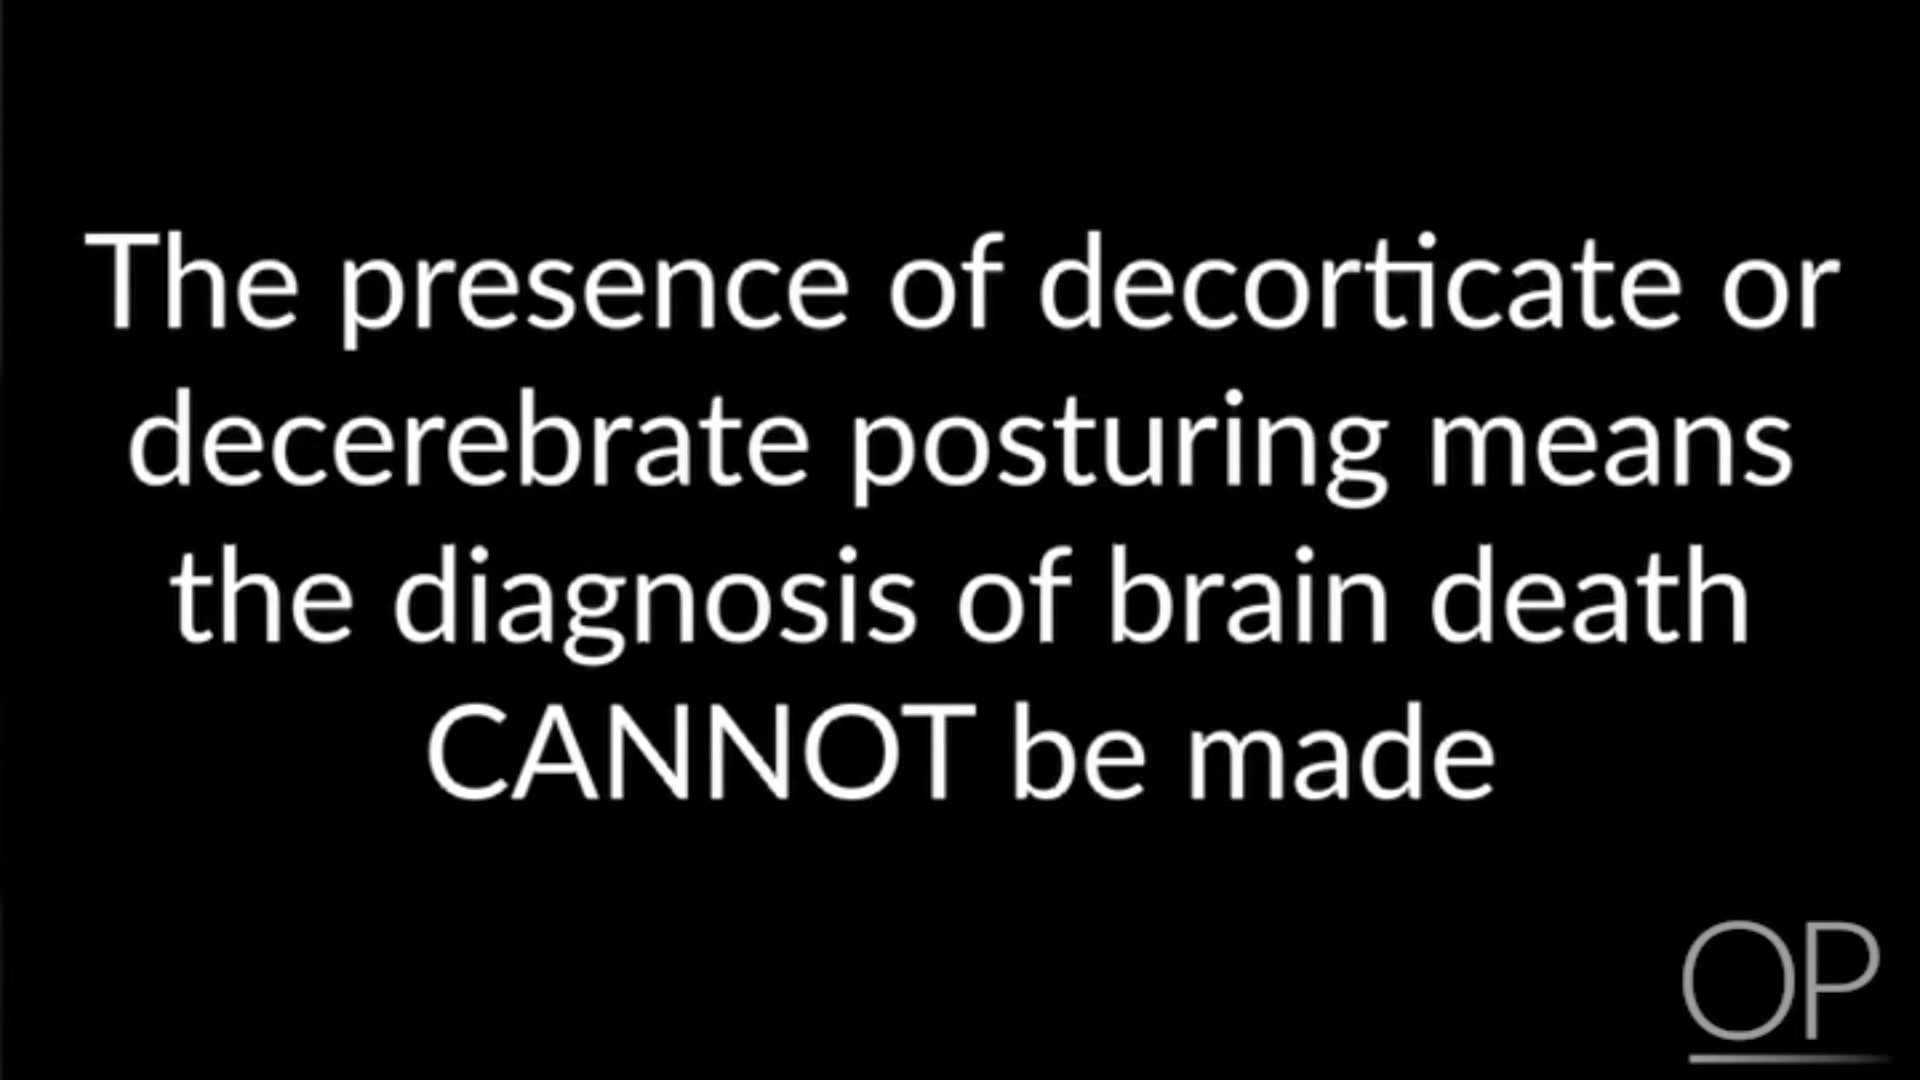 The presence of decorticate or
decerebrate posturing means
the diagnosis of brain death
CANNOT be made
OP